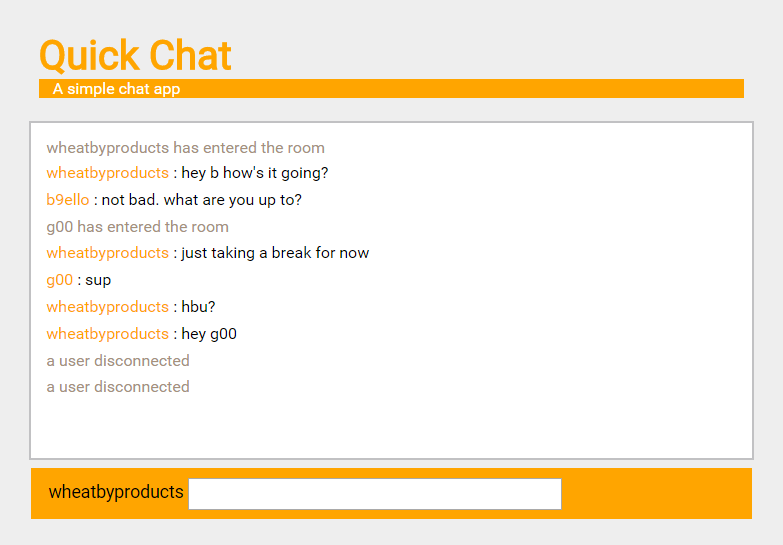 Quick Chat
A simple chat app
wheatbyproducts has entered the room
wheatbyproducts : hey b how's it going?
b9ello : not bad. what are you up to?
g00 has entered the room
wheatbyproducts : just taking a break for now
g00 : sup
wheatbyproducts : hbu?
wheatbyproducts : hey g00
a user disconnected
a user disconnected
wheatbyproducts